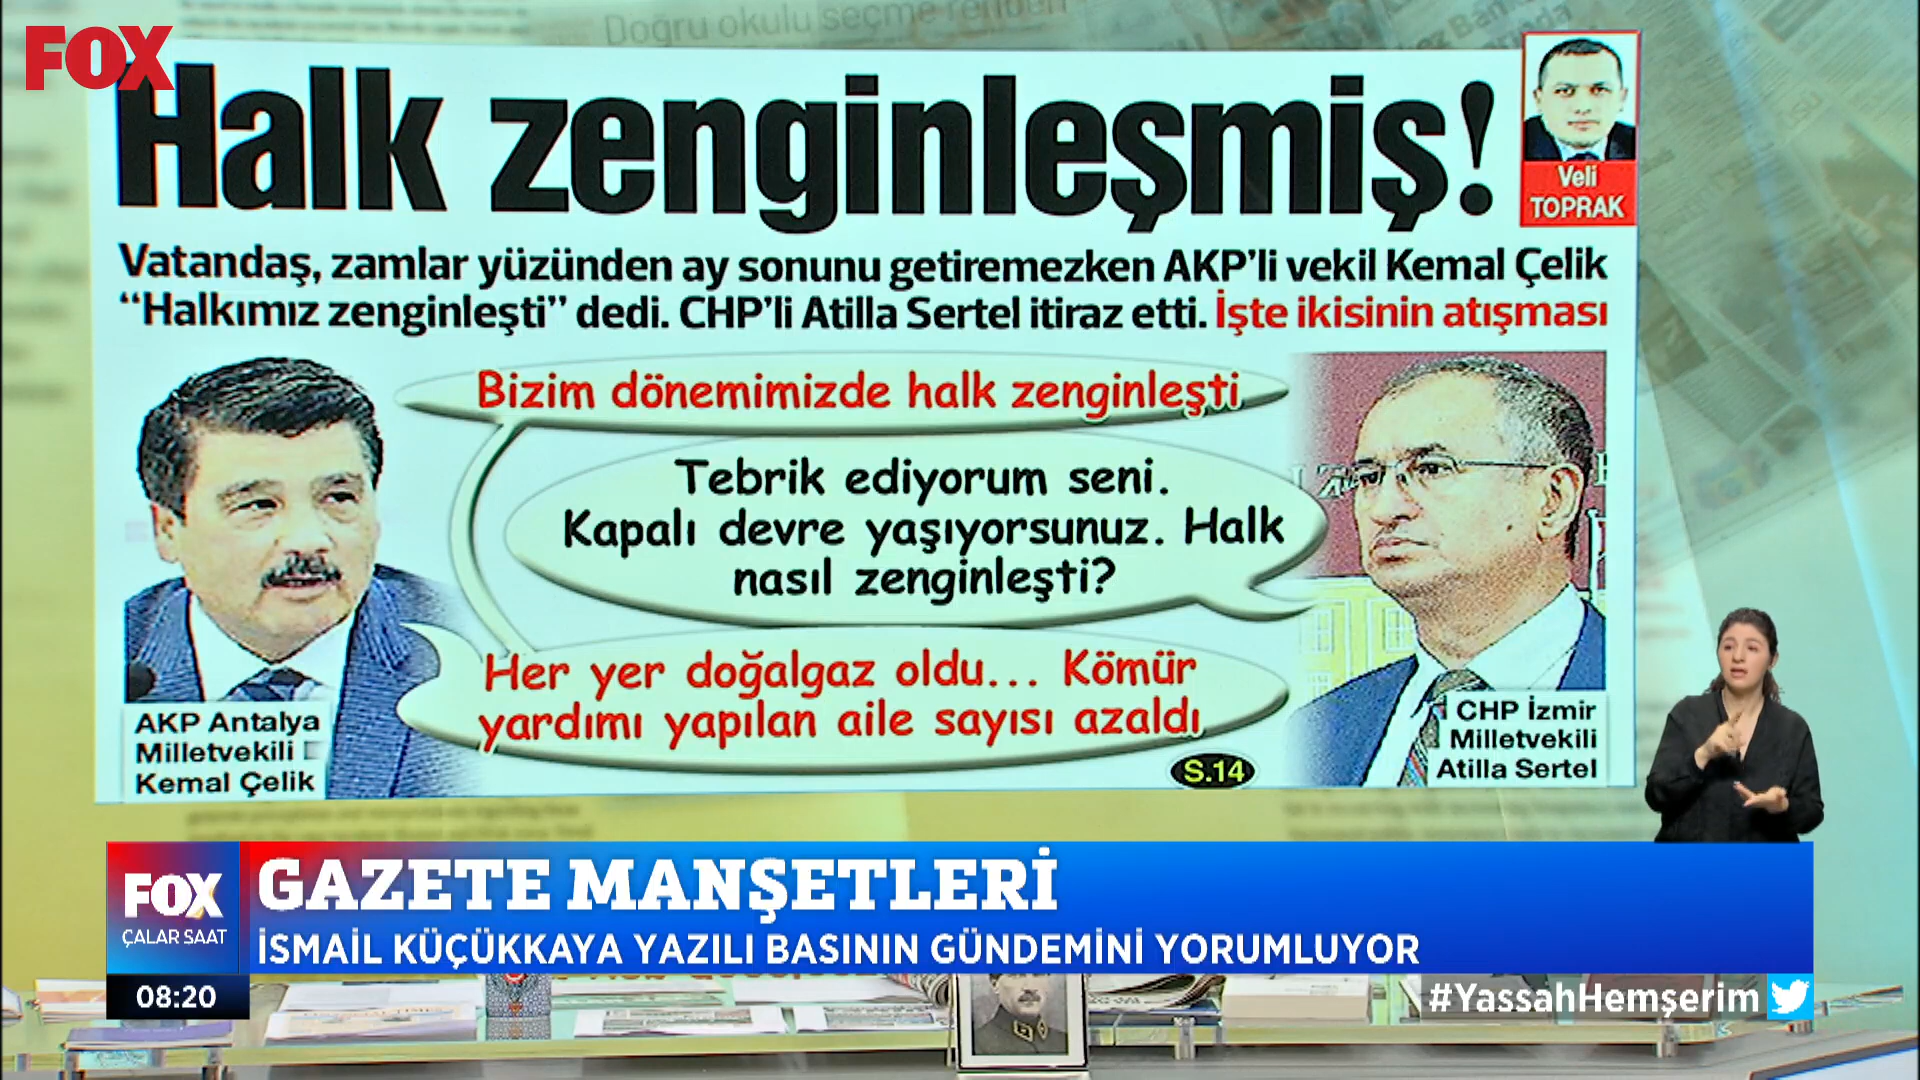 Doğru okulu seçme rehberi
FOX
Halk zenginleşmiş!
Veli
TOPRAK
Vatandaş, zamlar yüzünden ay sonunu getiremezken AKP'li vekil Kemal Çelik
“Halkımız zenginleşti” dedi. CHP'li Atilla Sertel itiraz etti. İşte ikisinin atışması
Bizim dönemimizde halk zenginleşti
Tebrik ediyorum seni.
Kapalı devre yaşıyorsunuz. Halk
nasıl zenginleşti?
Her yer doğalgaz oldu... Kömür
yardımı yapılan aile sayısı azaldı
S.14
AKP Antalya
Milletvekili
Kemal Çelik
CHP İzmir
Milletvekili
Atilla Sertel
FOX
ÇALAR SAAT
GAZETE MANŞETLERİ
İSMAİL KÜÇÜKKAYA YAZILI BASININ GÜNDEMİNİ YORUMLUYOR
08:20
#YassahHemşerim